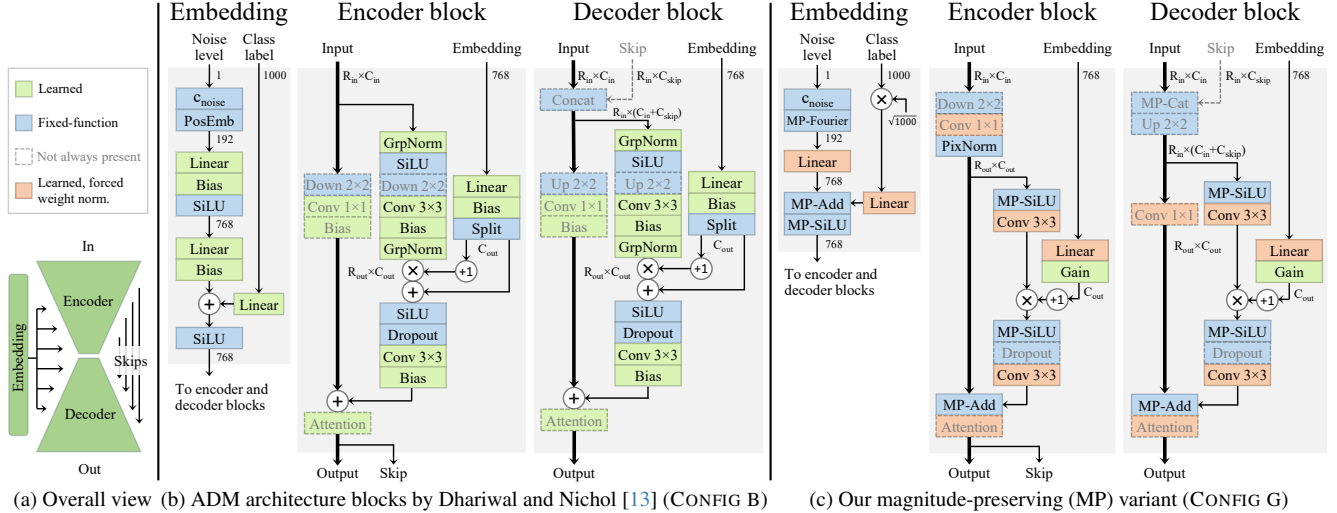 Embedding
Noise level
Class label
1
1000
c_noise
PosEmb
192
Linear
Bias
SiLU
768
Linear
Bias
+
Linear
SiLU
768
To encoder and
decoder blocks
Learned
Fixed-function
Not always present
Learned, forced
weight norm.
In
Encoder
Embedding
Skips
Decoder
Out
Encoder block
Input
Embedding
R_in×C_in
768
GrpNorm
SiLU
Down 2×2
Down 2×2
Conv 1×1
Bias
Conv 3×3
Bias
GrpNorm
Linear
Bias
Split
C_out
R_out×C_out
×
+1
+
SiLU
Dropout
Conv 3×3
Bias
+
Attention
Output
Skip
Decoder block
Input
Skip
Embedding
R_in×C_in
R_in×C_skip
768
Concat
R_in×(C_in+C_skip)
GrpNorm
SiLU
Up 2×2
Up 2×2
Conv 1×1
Bias
Conv 3×3
Bias
GrpNorm
Linear
Bias
Split
C_out
R_out×C_out
×
+1
+
SiLU
Dropout
Conv 3×3
Bias
+
Attention
Output
Embedding
Noise level
Class label
1
1000
×
√1000
c_noise
MP-Fourier
192
Linear
768
MP-Add
Linear
MP-SiLU
768
To encoder and
decoder blocks
Encoder block
Input
Embedding
R_in×C_in
768
Down 2×2
Conv 1×1
PixNorm
R_out×C_out
MP-SiLU
Conv 3×3
Linear
Gain
C_out
×
+1
MP-SiLU
Dropout
Conv 3×3
MP-Add
Attention
Output
Skip
Decoder block
Input
Skip
Embedding
R_in×C_in
R_in×C_skip
768
MP-Cat
Up 2×2
R_in×(C_in+C_skip)
MP-SiLU
Conv 3×3
Conv 1×1
R_out×C_out
Linear
Gain
C_out
×
+1
MP-SiLU
Dropout
Conv 3×3
MP-Add
Attention
Output
(a) Overall view
(b) ADM architecture blocks by Dhariwal and Nichol [13] (CONFIG B)
(c) Our magnitude-preserving (MP) variant (CONFIG G)